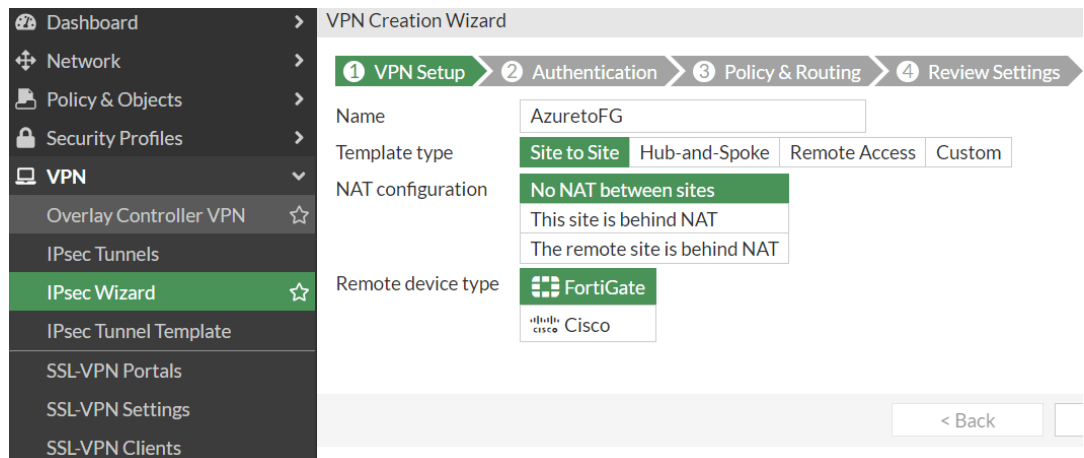 Dashboard
Network
Policy & Objects
Security Profiles
VPN
Overlay Controller VPN
IPsec Tunnels
IPsec Wizard
IPsec Tunnel Template
SSL-VPN Portals
SSL-VPN Settings
SSL-VPN Clients
VPN Creation Wizard
1 VPN Setup 2 Authentication 3 Policy & Routing 4 Review Settings
Name AzuretoFG
Template type Site to Site Hub-and-Spoke Remote Access Custom
NAT configuration No NAT between sites
This site is behind NAT
The remote site is behind NAT
Remote device type FortiGate
cisco Cisco
< Back